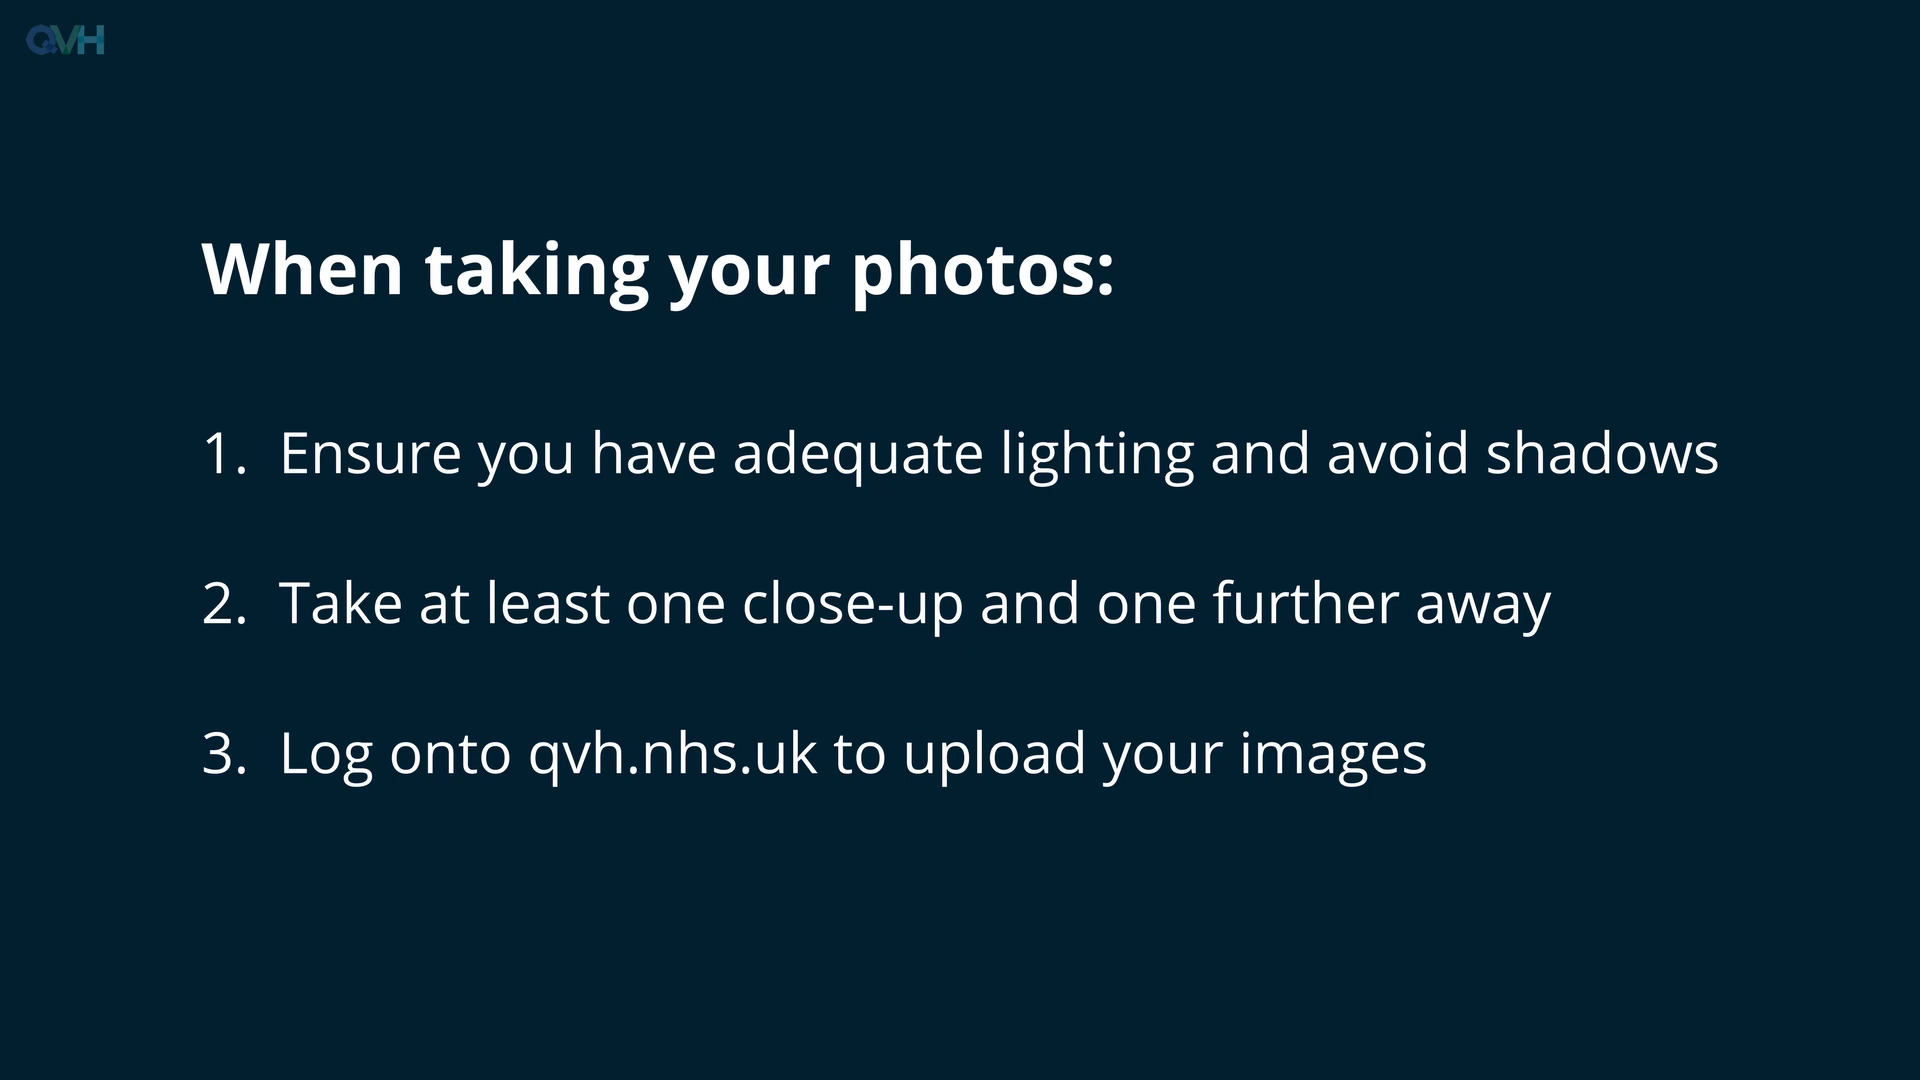 QVH
When taking your photos:
1. Ensure you have adequate lighting and avoid shadows
2. Take at least one close-up and one further away
3. Log onto qvh.nhs.uk to upload your images